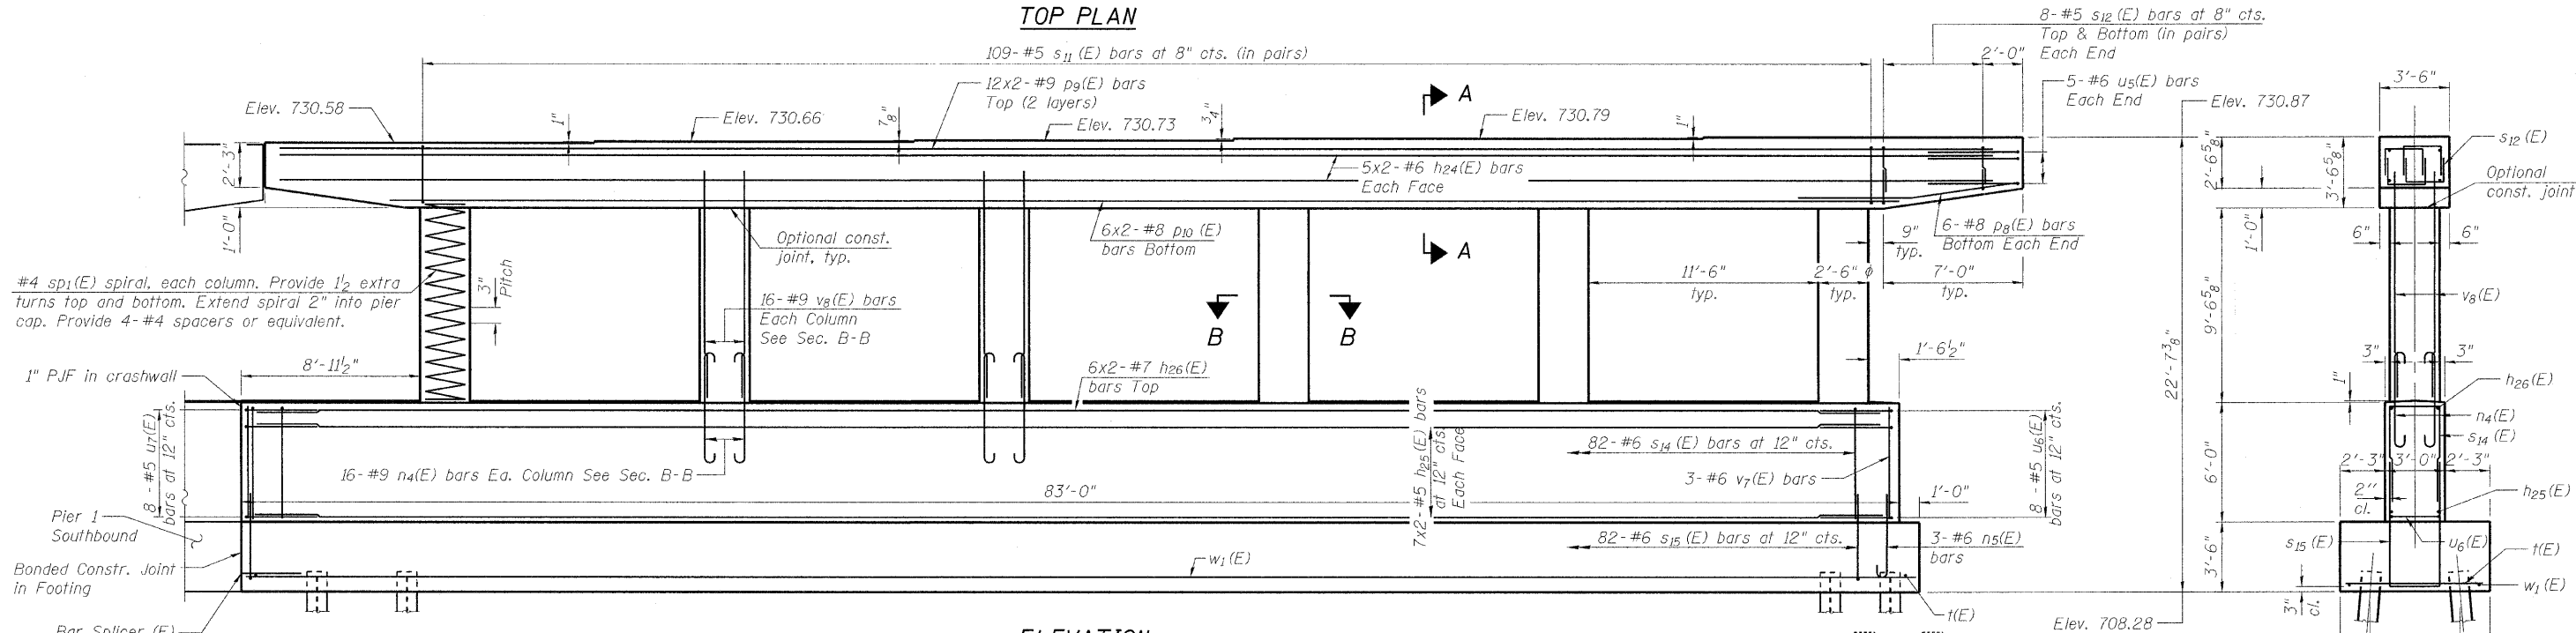 TOP PLAN
8-#5 s12(E) bars at 8" cts.
Top & Bottom (in pairs)
Each End
2'-0"
109-#5 s11(E) bars at 8" cts. (in pairs)
12x2-#9 p9(E) bars
Top (2 layers)
5-#6 u5(E) bars
Each End
3'-6"
A
Elev. 730.58
1"
Elev. 730.66
7/8"
Elev. 730.73
3/4"
Elev. 730.79
1"
Elev. 730.87
s12(E)
2'-3"
2'-6 5/8"
3'-6 5/8"
5x2-#6 h24(E) bars
Each Face
Optional
const. joint
1'-0"
Optional const.
joint, typ.
6x2-#8 p10(E)
bars Bottom
A
9"
typ.
6-#8 p8(E) bars
Bottom Each End
1'-0"
6"
6"
#4 sp1(E) spiral, each column. Provide 1 1/2 extra
turns top and bottom. Extend spiral 2" into pier
cap. Provide 4-#4 spacers or equivalent.
3"
Pitch
11'-6"
typ.
2'-6" φ
typ.
7'-0"
typ.
16-#9 v8(E) bars
Each Column
See Sec. B-B
B
B
v8(E)
9'-6 5/8"
22'-7 3/8"
8'-11 1/2"
1'-6 1/2"
3"
3"
1" PJF in crashwall
6x2-#7 h26(E)
bars Top
1"
h26(E)
8 - #5 u7(E)
bars at 12" cts.
7x2-#5 h25(E) bars
at 12" cts.
Each Face
82-#6 s14(E) bars at 12" cts.
8 - #5 u6(E)
bars at 12" cts.
n4(E)
s14(E)
16-#9 n4(E) bars Ea. Column See Sec. B-B
3-#6 v7(E) bars
2'-3"
3'-0"
2'-3"
6'-0"
83'-0"
1'-0"
2"
cl.
h25(E)
Pier 1
Southbound
82-#6 s15(E) bars at 12" cts.
3-#6 n5(E)
bars
s15(E)
u6(E)
t(E)
3'-6"
Bonded Constr. Joint
in Footing
w1(E)
w1(E)
t(E)
3"
cl.
Bar Splicer (E)
ELEVATION
Elev. 708.28